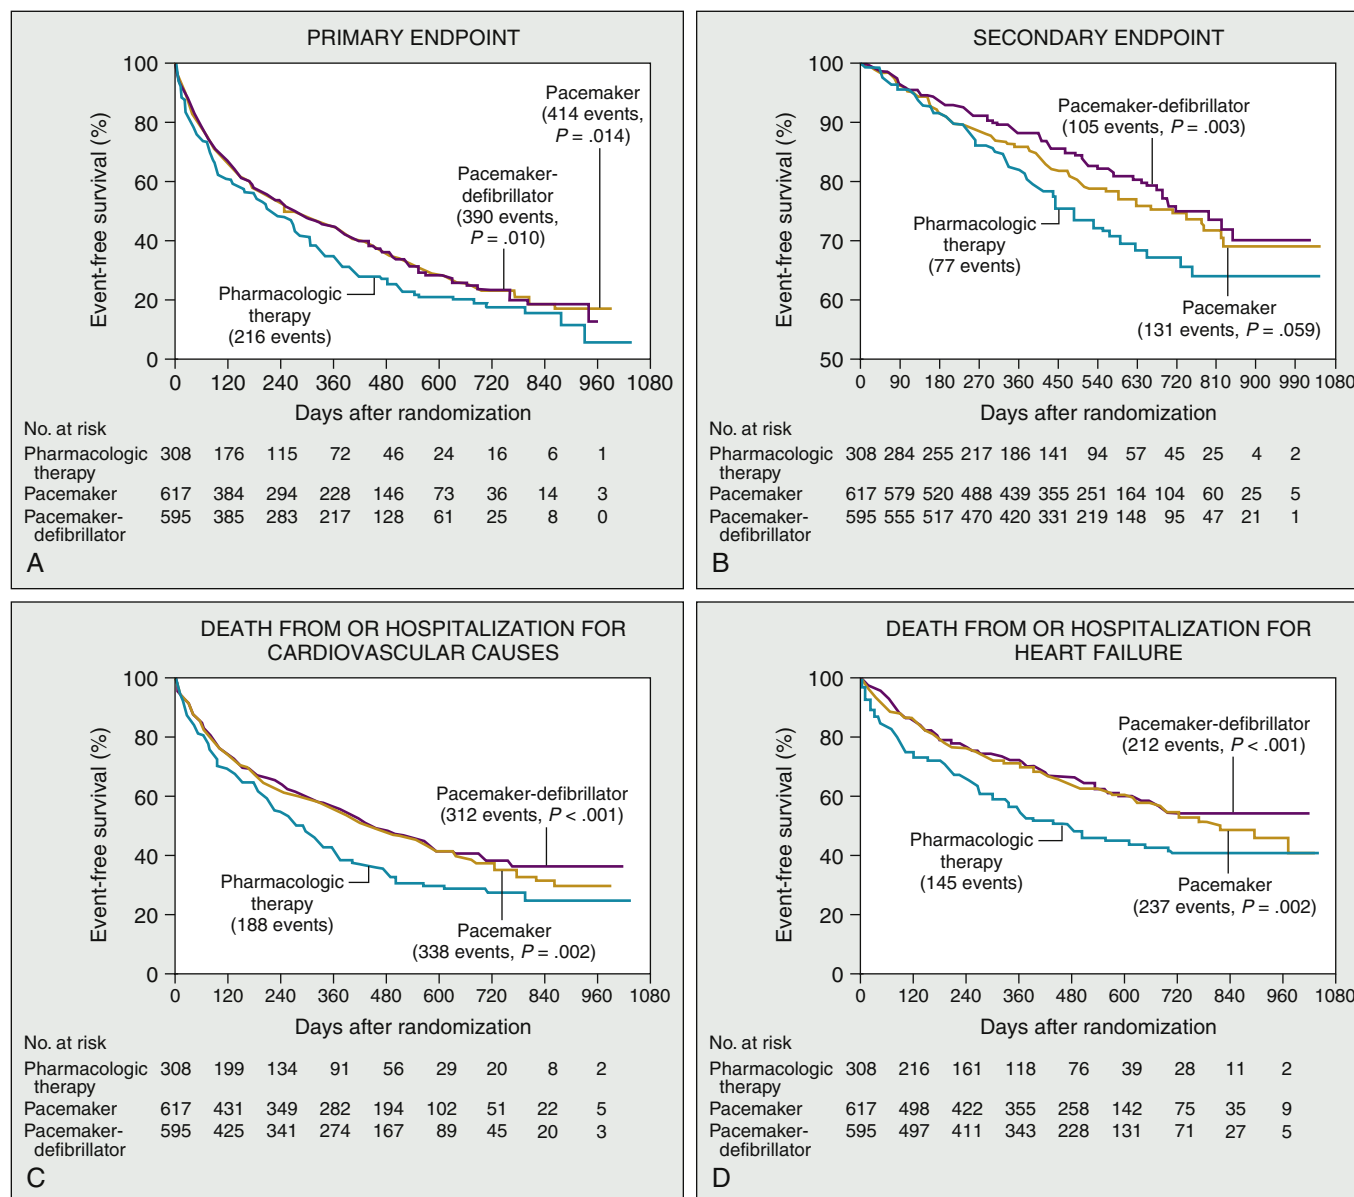 PRIMARY ENDPOINT
Event-free survival (%)
100
80
60
40
20
0
Pacemaker
(414 events,
P = .014)
Pacemaker-
defibrillator
(390 events,
P = .010)
Pharmacologic
therapy
(216 events)
0 120 240 360 480 600 720 840 960 1080
Days after randomization
No. at risk
Pharmacologic therapy 308 176 115 72 46 24 16 6 1
Pacemaker 617 384 294 228 146 73 36 14 3
Pacemaker-defibrillator 595 385 283 217 128 61 25 8 0
A
SECONDARY ENDPOINT
Event-free survival (%)
100
90
80
70
60
50
Pacemaker-defibrillator
(105 events, P = .003)
Pharmacologic
therapy
(77 events)
Pacemaker
(131 events, P = .059)
0 90 180 270 360 450 540 630 720 810 900 990 1080
Days after randomization
No. at risk
Pharmacologic therapy 308 284 255 217 186 141 94 57 45 25 4 2
Pacemaker 617 579 520 488 439 355 251 164 104 60 25 5
Pacemaker-defibrillator 595 555 517 470 420 331 219 148 95 47 21 1
B
DEATH FROM OR HOSPITALIZATION FOR
CARDIOVASCULAR CAUSES
Event-free survival (%)
100
80
60
40
20
0
Pacemaker-defibrillator
(312 events, P < .001)
Pharmacologic
therapy
(188 events)
Pacemaker
(338 events, P = .002)
0 120 240 360 480 600 720 840 960 1080
Days after randomization
No. at risk
Pharmacologic therapy 308 199 134 91 56 29 20 8 2
Pacemaker 617 431 349 282 194 102 51 22 5
Pacemaker-defibrillator 595 425 341 274 167 89 45 20 3
C
DEATH FROM OR HOSPITALIZATION FOR
HEART FAILURE
Event-free survival (%)
100
80
60
40
20
0
Pacemaker-defibrillator
(212 events, P < .001)
Pharmacologic
therapy
(145 events)
Pacemaker
(237 events, P = .002)
0 120 240 360 480 600 720 840 960 1080
Days after randomization
No. at risk
Pharmacologic therapy 308 216 161 118 76 39 28 11 2
Pacemaker 617 498 422 355 258 142 75 35 9
Pacemaker-defibrillator 595 497 411 343 228 131 71 27 5
D